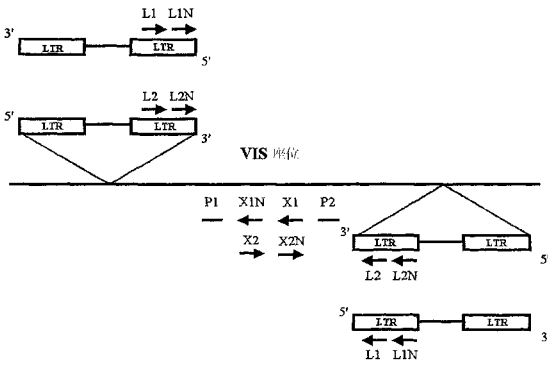 L1 L1N
3'
LTR LTR
5'
L2 L2N
5'
LTR LTR
3'
VIS 座位
P1 X1N X1 P2
X2 X2N
3'
LTR LTR
5'
L2 L2N
5'
LTR LTR
3
L1 L1N